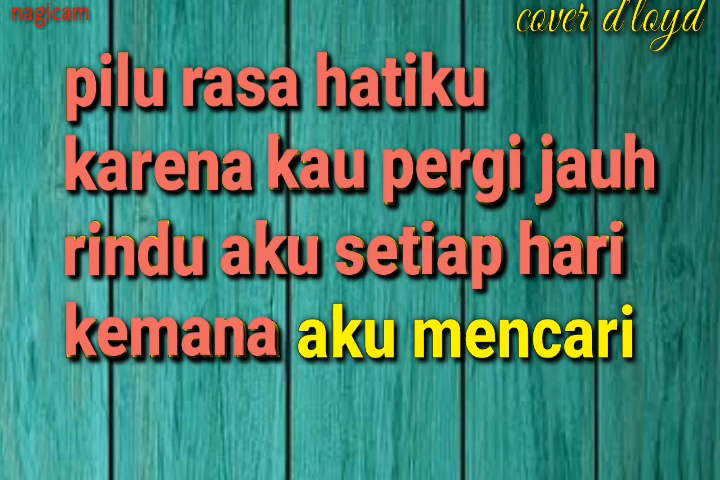 nagicam
cover d'loyd
pilu rasa hatiku
karena kau pergi jauh
rindu aku setiap hari
kemana aku mencari